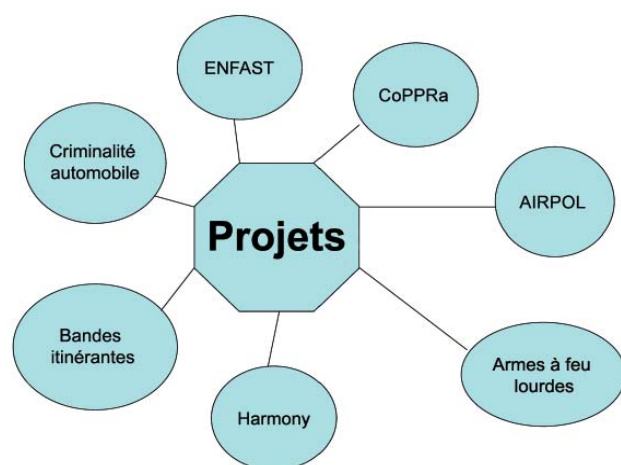 ENFAST
CoPPRa
Criminalité
automobile
AIRPOL
Projets
Bandes
itinérantes
Armes à feu
lourdes
Harmony